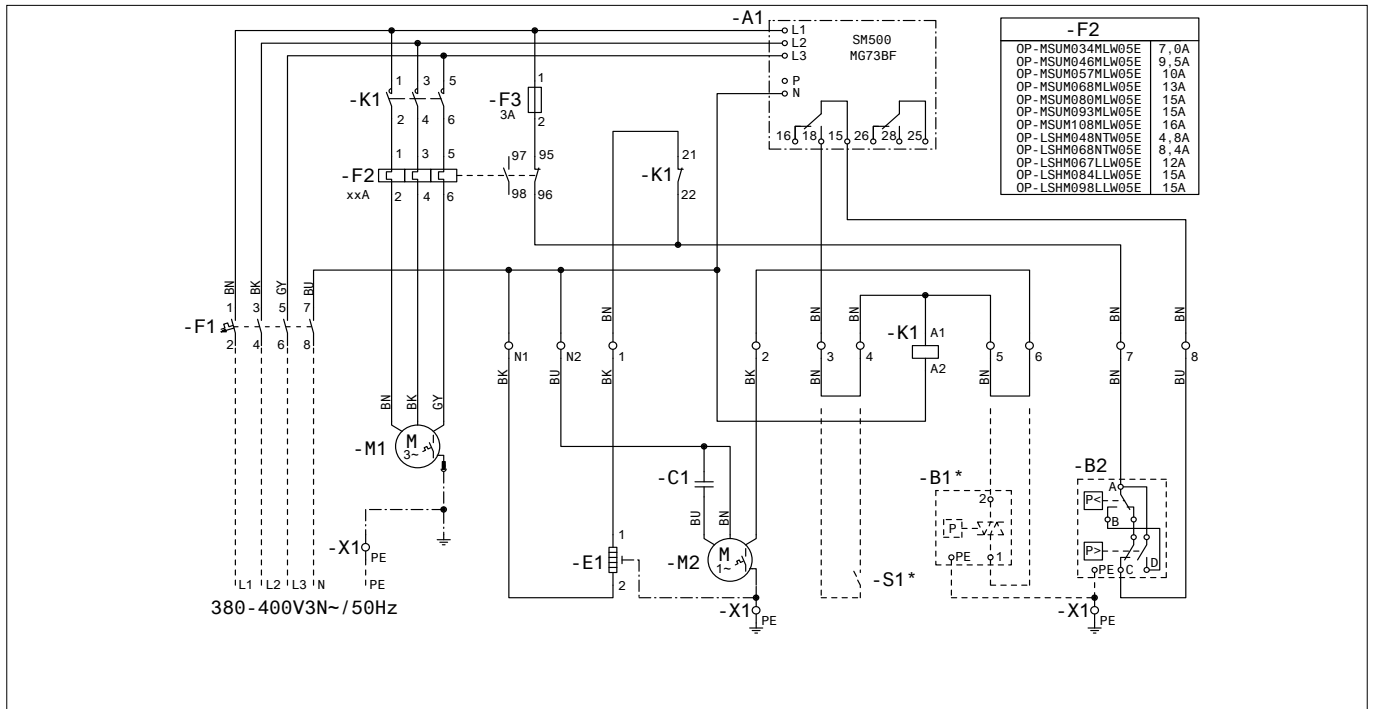 -A1
L1
L2
L3
P
N
SM500
MG73BF
16 18 15 26 28 25
-F2
OP-MSUM034MLW05E 7,0A
OP-MSUM046MLW05E 9,5A
OP-MSUM057MLW05E 10A
OP-MSUM068MLW05E 13A
OP-MSUM080MLW05E 15A
OP-MSUM093MLW05E 15A
OP-MSUM108MLW05E 16A
OP-LSHM048NTW05E 4,8A
OP-LSHM068NTW05E 8,4A
OP-LSHM067LLW05E 12A
OP-LSHM084LLW05E 15A
OP-LSHM098LLW05E 15A
1 3 5
-K1
2 4 6
1
-F3
3A
2
1 3 5
-F2
xxA
2 4 6
97 95
98 96
21
-K1
22
BN BK GY BU
1 3 5 7
-F1
2 4 6 8
BN BN BN BN BN BN BN
-K1 A1
A2
N1 N2 1 2 3 4 5 6 7 8
BK BU BK BK BN BN BN BU
BN BK GY
-M1
M
3~
-X1
PE
L1 L2 L3 N PE
380-400V3N~/50Hz
-C1
BU BN
-M2
M
1~
1
-E1
2
-X1
PE
-S1*
-B1*
2
P
PE 1
-B2
A
P<
B
P>
PE C D
-X1
PE